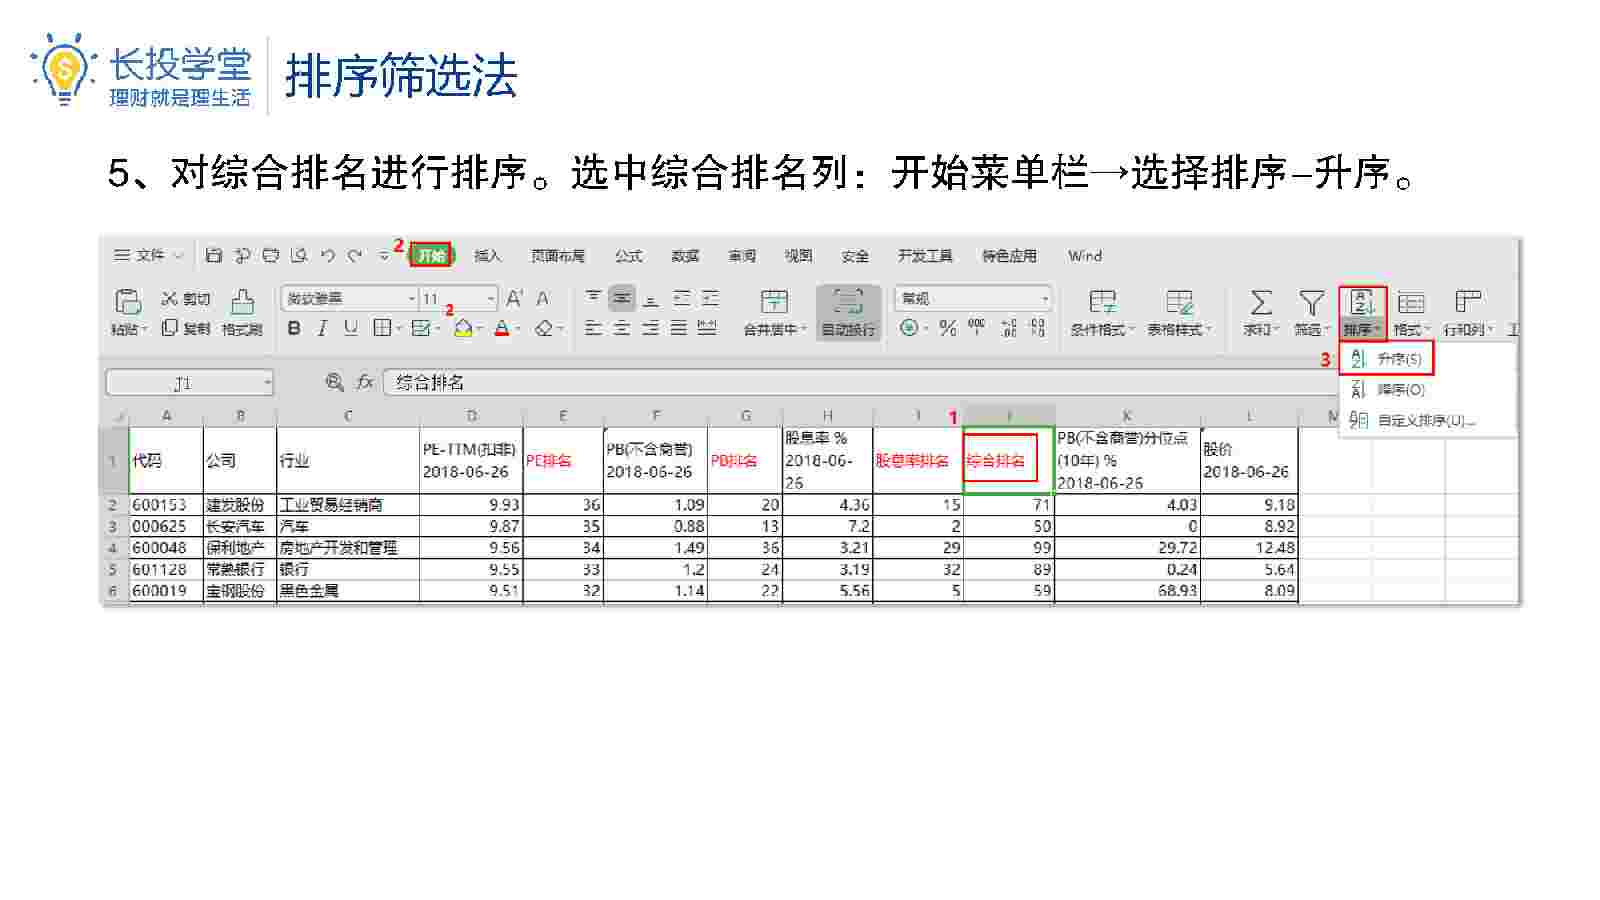 长投学堂
理财就是理生活
排序筛选法
5、对综合排名进行排序。选中综合排名列：开始菜单栏→选择排序–升序。
文件 2 开始 插入 页面布局 公式 数据 审阅 视图 安全 开发工具 特色应用 Wind
剪切 微软雅黑 11 A⁺ A⁻ 常规
2
粘贴 复制 格式刷 B I U A 合并居中 自动换行 % 条件格式 表格样式 求和 筛选 排序 格式 行和列
3 升序(S)
J1 fx 综合排名
降序(O)
自定义排序(U)...
A B C D E F G H I 1 J K L M
1 代码 公司 行业 PE-TTM(扣非) 2018-06-26 PE排名 PB(不含商誉) 2018-06-26 PB排名 股息率 % 2018-06-26 股息率排名 综合排名 PB(不含商誉)分位点(10年) % 2018-06-26 股价 2018-06-26
2 600153 建发股份 工业贸易经销商 9.93 36 1.09 20 4.36 15 71 4.03 9.18
3 000625 长安汽车 汽车 9.87 35 0.88 13 7.2 2 50 0 8.92
4 600048 保利地产 房地产开发和管理 9.56 34 1.49 36 3.21 29 99 29.72 12.48
5 601128 常熟银行 银行 9.55 33 1.2 24 3.19 32 89 0.24 5.64
6 600019 宝钢股份 黑色金属 9.51 32 1.14 22 5.56 5 59 68.93 8.09